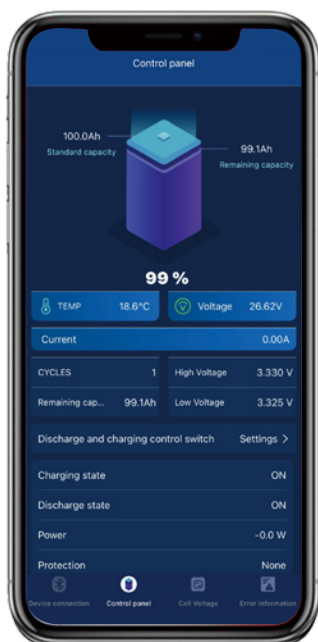 Control panel
100.0Ah
Standard capacity
99.1Ah
Remaining capacity
99 %
TEMP 18.6°C Voltage 26.62V
Current 0.00A
CYCLES 1 High Voltage 3.330 V
Remaining cap... 99.1Ah Low Voltage 3.325 V
Discharge and charging control switch Settings >
Charging state ON
Discharge state ON
Power -0.0 W
Protection None
Device connection Control panel Cell Voltage Error information